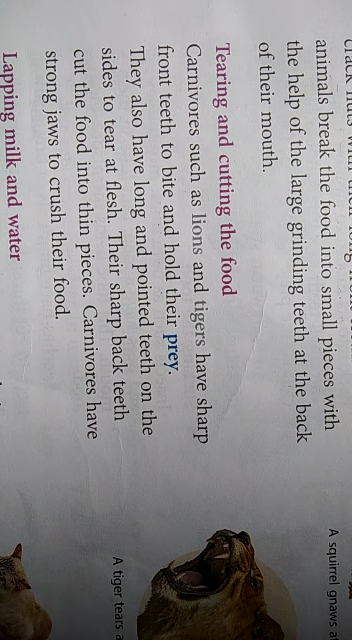 animals break the food into small pieces with
the help of the large grinding teeth at the back
of their mouth.
Tearing and cutting the food
Carnivores such as lions and tigers have sharp
front teeth to bite and hold their prey.
They also have long and pointed teeth on the
sides to tear at flesh. Their sharp back teeth
cut the food into thin pieces. Carnivores have
strong jaws to crush their food.
Lapping milk and water
A squirrel gnaws
A tiger tears